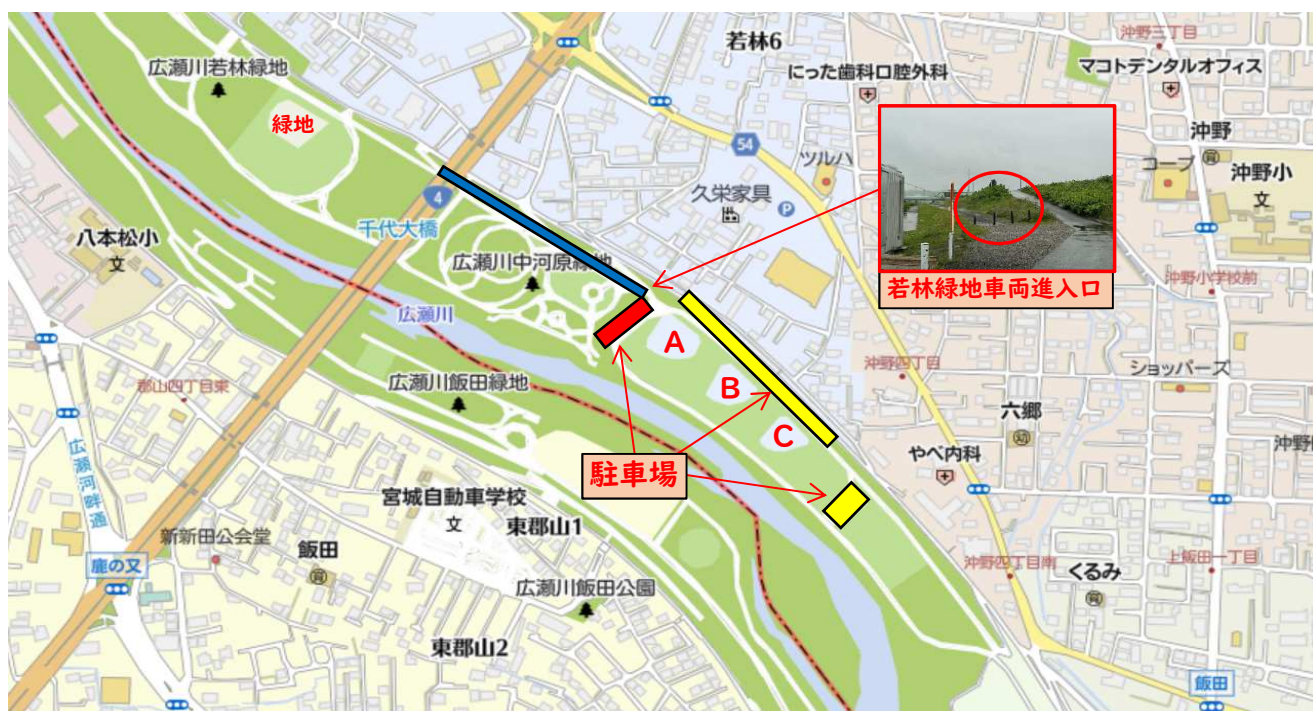 沖野三丁目
若林6
広瀬川若林緑地
にった歯科口腔外科
マコトデンタルオフィス
緑地
沖野
54
ツルハ
コープ
沖野小
文
4
久栄家具
P
千代大橋
八本松小
文
広瀬川中河原緑地
若林緑地車両進入口
沖野小学校前
広瀬川
A
沖野四丁目
ショッパーズ
郡山四丁目東
広瀬川飯田緑地
B
六郷
幼
C
やべ内科
沖野
広瀬河畔通
駐車場
宮城自動車学校
文
東郡山1
新新田公会堂
飯田
鹿の又
沖野四丁目南
くるみ
上飯田一丁目
広瀬川飯田公園
東郡山2
飯田